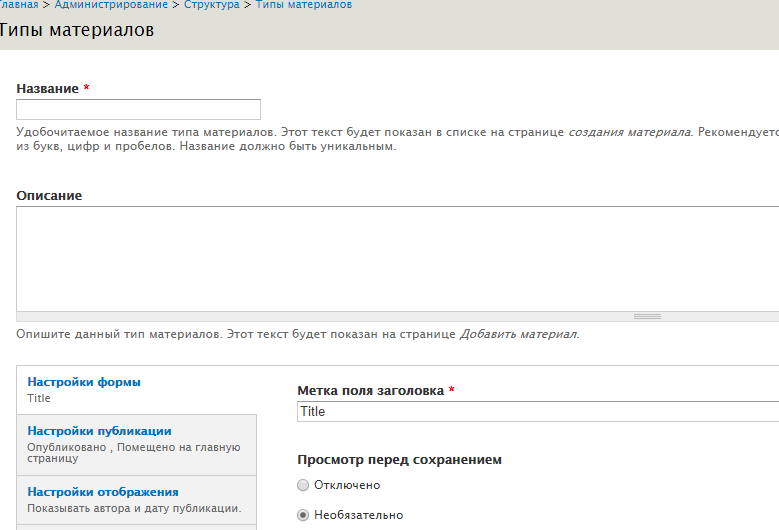 Главная > Администрирование > Структура > Типы материалов
Типы материалов
Название *
Удобочитаемое название типа материалов. Этот текст будет показан в списке на странице создания материала. Рекомендуетс
из букв, цифр и пробелов. Название должно быть уникальным.
Описание
Опишите данный тип материалов. Этот текст будет показан на странице Добавить материал.
Настройки формы
Title
Настройки публикации
Опубликовано , Помещено на главную
страницу
Настройки отображения
Показывать автора и дату публикации.
Метка поля заголовка *
Title
Просмотр перед сохранением
Отключено
Необязательно